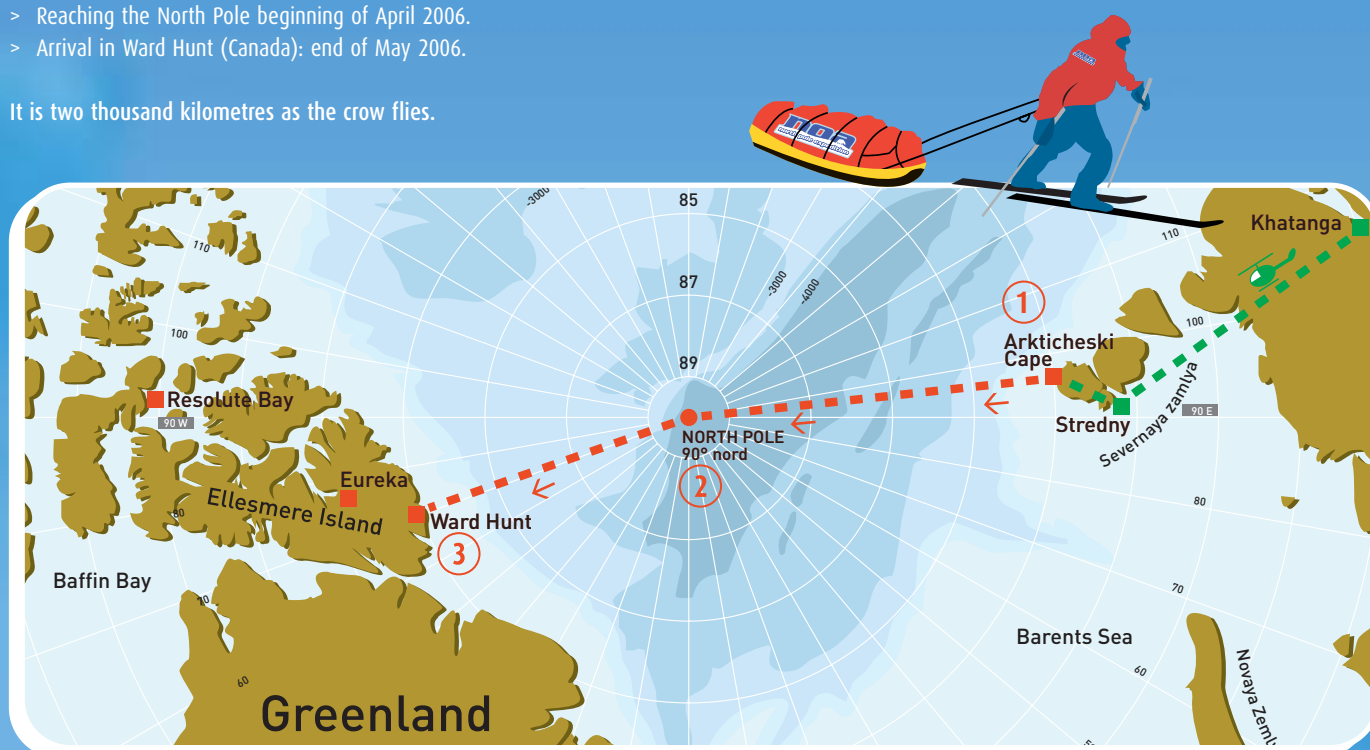 > Reaching the North Pole beginning of April 2006.
> Arrival in Ward Hunt (Canada): end of May 2006.
It is two thousand kilometres as the crow flies.
north pole expedition
-3000
85
87
89
-3000
-4000
110
Khatanga
1
Arkticheski
Cape
100
Severnaya zamlya
90 E
Stredny
110
100
Resolute Bay
90 W
NORTH POLE
90° nord
2
Eureka
Ellesmere Island
80
Ward Hunt
3
80
Baffin Bay
70
70
Barents Sea
60
60
Greenland